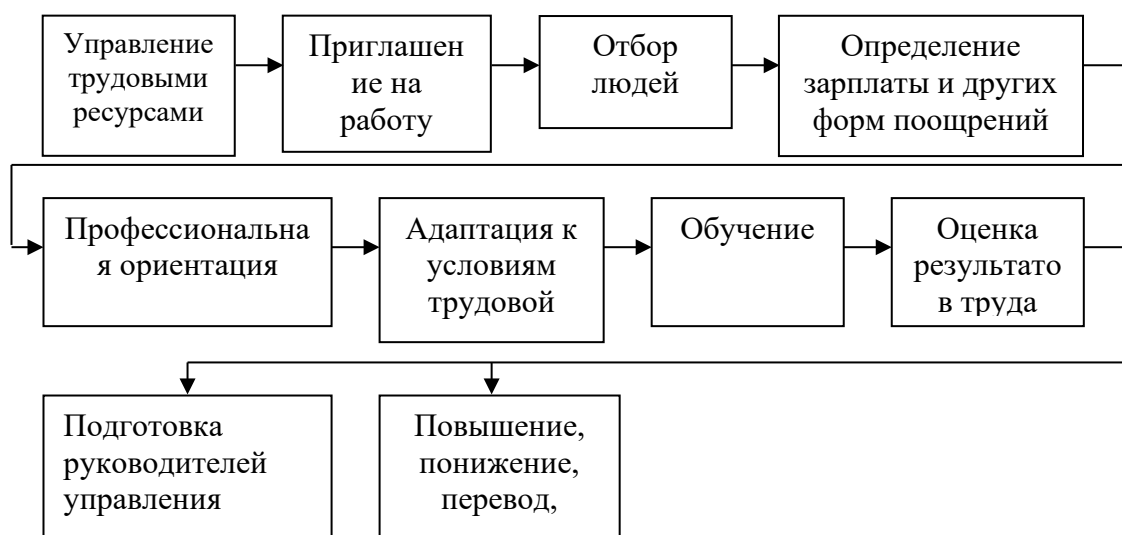 Управление
трудовыми
ресурсами
Приглашен
ие на
работу
Отбор
людей
Определение
зарплаты и других
форм поощрений
Профессиональна
я ориентация
Адаптация к
условиям
трудовой
Обучение
Оценка
результато
в труда
Подготовка
руководителей
управления
Повышение,
понижение,
перевод,